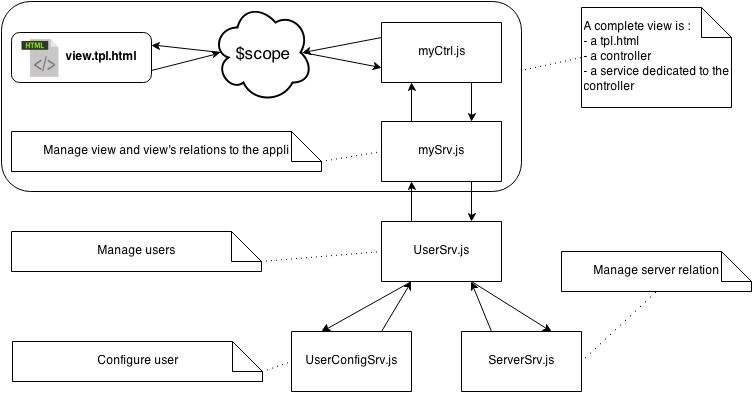 HTML
</>
view.tpl.html
$scope
myCtrl.js
A complete view is :
- a tpl.html
- a controller
- a service dedicated to the
controller
Manage view and view's relations to the appli
mySrv.js
Manage users
UserSrv.js
Manage server relation
Configure user
UserConfigSrv.js
ServerSrv.js